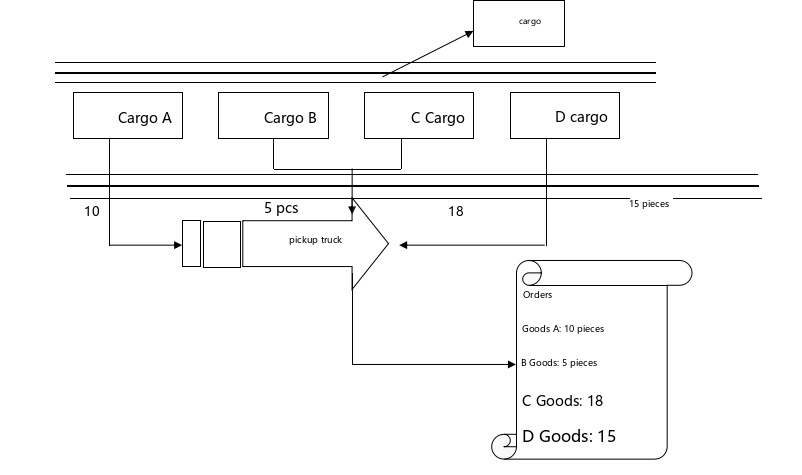 cargo
Cargo A
Cargo B
C Cargo
D cargo
10
5 pcs
18
15 pieces
pickup truck
Orders
Goods A: 10 pieces
B Goods: 5 pieces
C Goods: 18
D Goods: 15